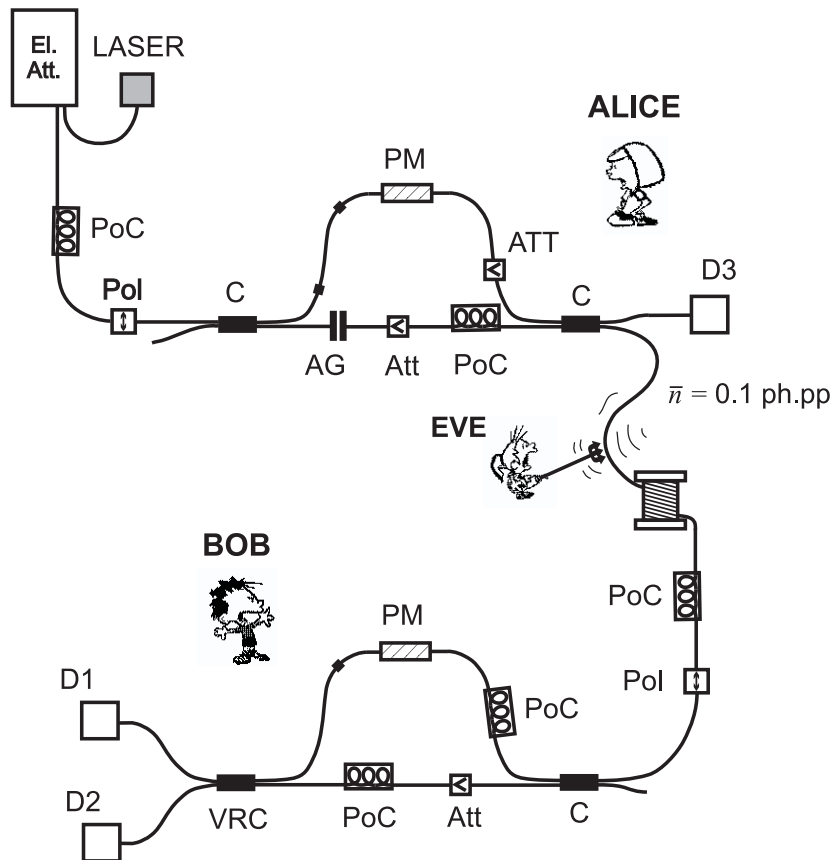 El.
Att.
LASER
ALICE
PM
PoC
ATT
D3
Pol
C
C
AG
Att
PoC
n̅ = 0.1 ph.pp
EVE
BOB
PoC
PM
Pol
D1
PoC
D2
VRC
PoC
Att
C